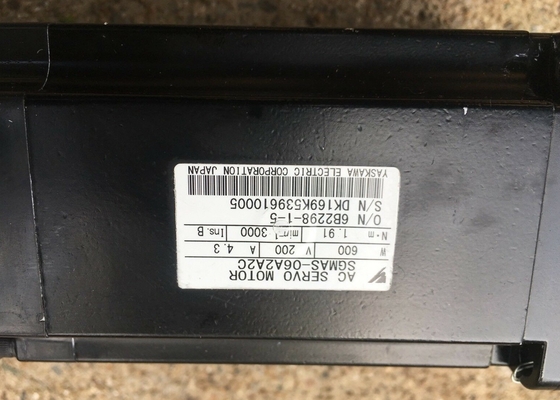 AC SERVO MOTOR
SGMAS-06A2A2C
W 600 V 200 A 4.3
N·m 1.91 min⁻¹ 3000 Ins. B
O/N 6B2298-1-5
S/N DK169K539610005
YASKAWA ELECTRIC CORPORATION JAPAN